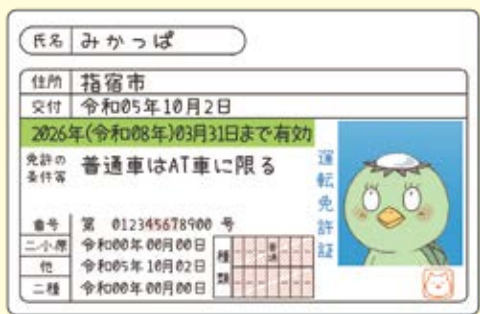 氏名 みかっぱ
住所 指宿市
交付 令和05年10月2日
2026年(令和08年)03月31日まで有効
免許の
条件等 普通車はAT車に限る
運転免許証
番号 第 012345678900 号
二・小・原 令和00年00月00日
他 令和05年10月02日
二種 令和00年00月00日
種類
普通